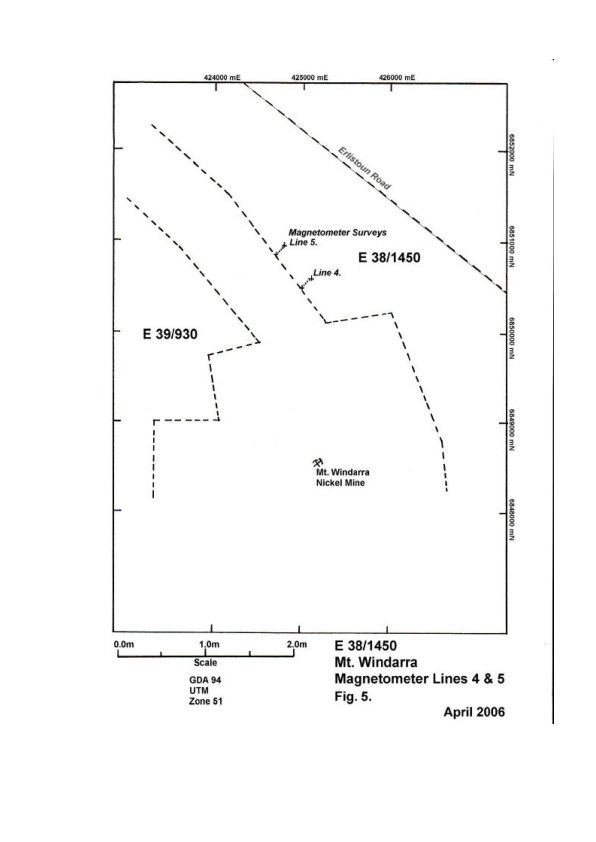 424000 mE 425000 mE 426000 mE
6852000 mN
Erlistoun Road
Magnetometer Surveys
Line 5.
6851000 mN
E 38/1450
Line 4.
E 39/930
6850000 mN
6849000 mN
Mt. Windarra
Nickel Mine
6848000 mN
0.0m 1.0m 2.0m
Scale
GDA 94
UTM
Zone 51
E 38/1450
Mt. Windarra
Magnetometer Lines 4 & 5
Fig. 5.
April 2006